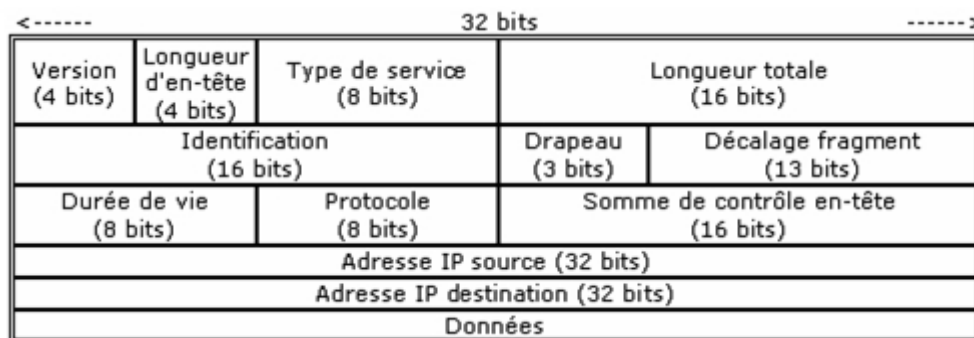 <------ 32 bits ------>
Version
(4 bits)
Longueur
d'en-tête
(4 bits)
Type de service
(8 bits)
Longueur totale
(16 bits)
Identification
(16 bits)
Drapeau
(3 bits)
Décalage fragment
(13 bits)
Durée de vie
(8 bits)
Protocole
(8 bits)
Somme de contrôle en-tête
(16 bits)
Adresse IP source (32 bits)
Adresse IP destination (32 bits)
Données